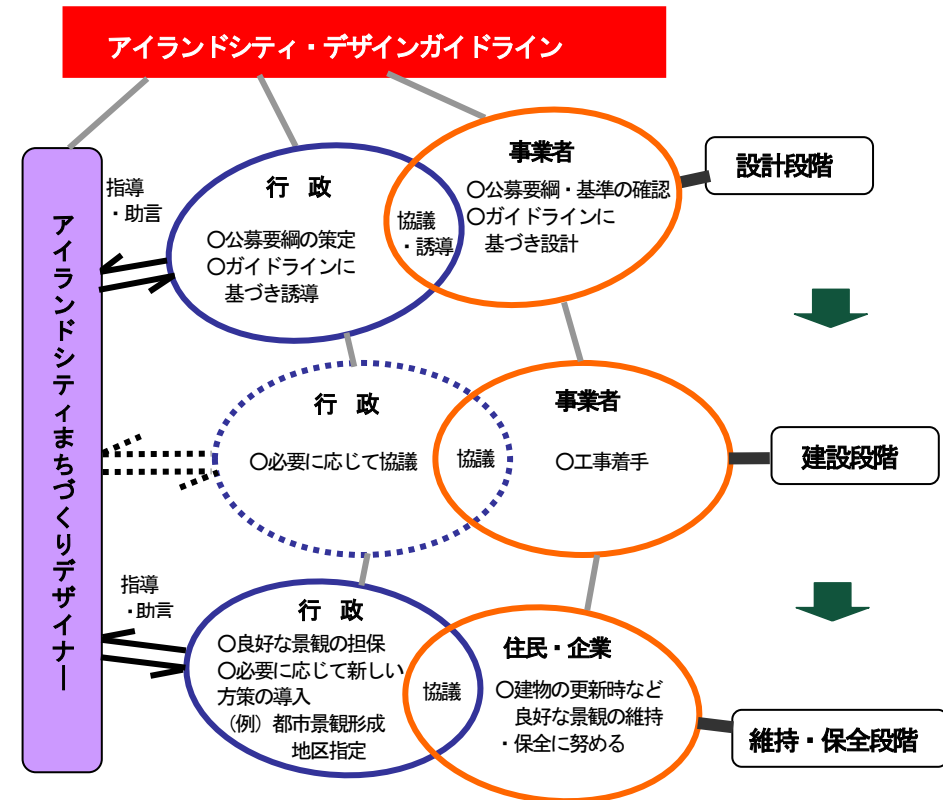 アイランドシティ・デザインガイドライン
アイランドシティまちづくりデザイナー
指導
・助言
行 政
○公募要綱の策定
○ガイドラインに
基づき誘導
協議
・誘導
事業者
○公募要綱・基準の確認
○ガイドラインに
基づき設計
設計段階
行 政
○必要に応じて協議
協議
事業者
○工事着手
建設段階
指導
・助言
行 政
○良好な景観の担保
○必要に応じて新しい
方策の導入
（例）都市景観形成
地区指定
協議
住民・企業
○建物の更新時など
良好な景観の維持
・保全に努める
維持・保全段階